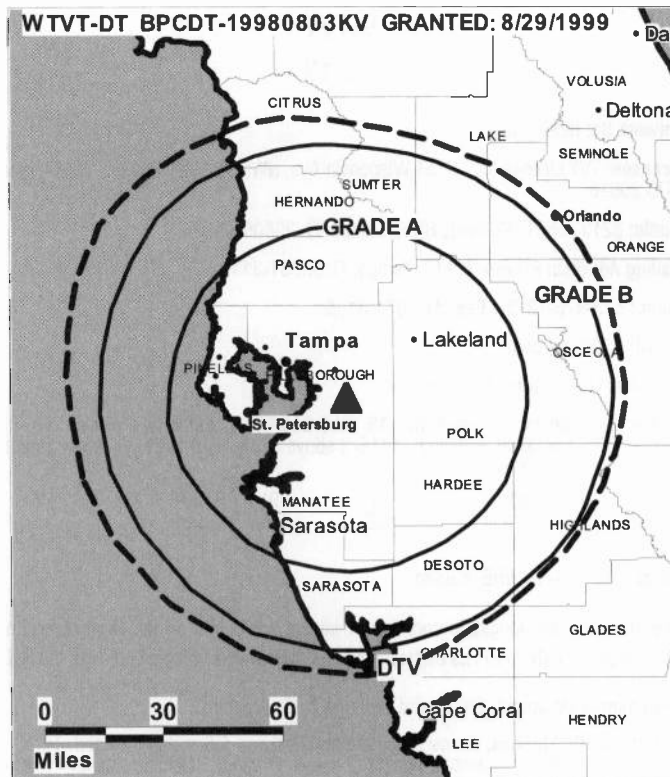 WTVT-DT BPCDT-19980803KV GRANTED: 8/29/1999
Da
VOLUSIA
CITRUS
Deltona
LAKE
SEMINOLE
SUMTER
HERNANDO
Orlando
GRADE A
ORANGE
PASCO
GRADE B
Tampa
Lakeland
OSCEOLA
St. Petersburg
POLK
HARDEE
MANATEE
Sarasota
HIGHLANDS
DESOTO
SARASOTA
GLADES
CHARLOTTE
DTV
0 30 60
Cape Coral
HENDRY
Miles
LEE